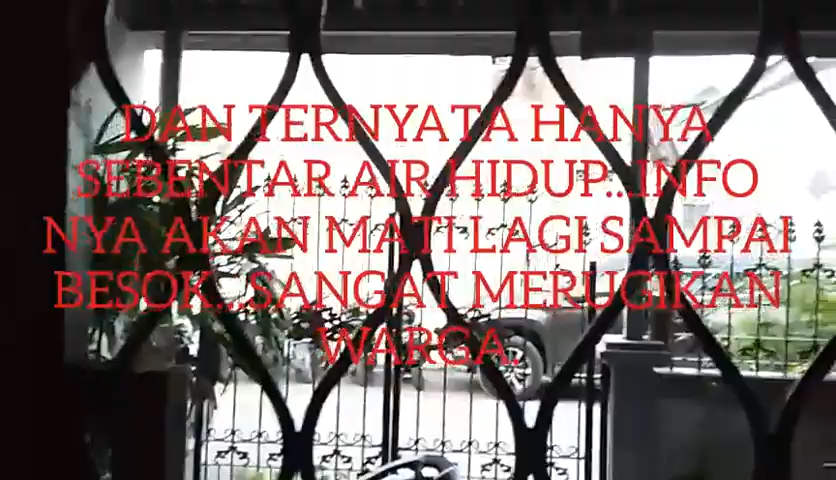 DAN TERNYATA HANYA
SEBENTAR AIR HIDUP..INFO
NYA AKAN MATI LAGI SAMPAI
BESOK...SANGAT MERUGIKAN
WARGA.